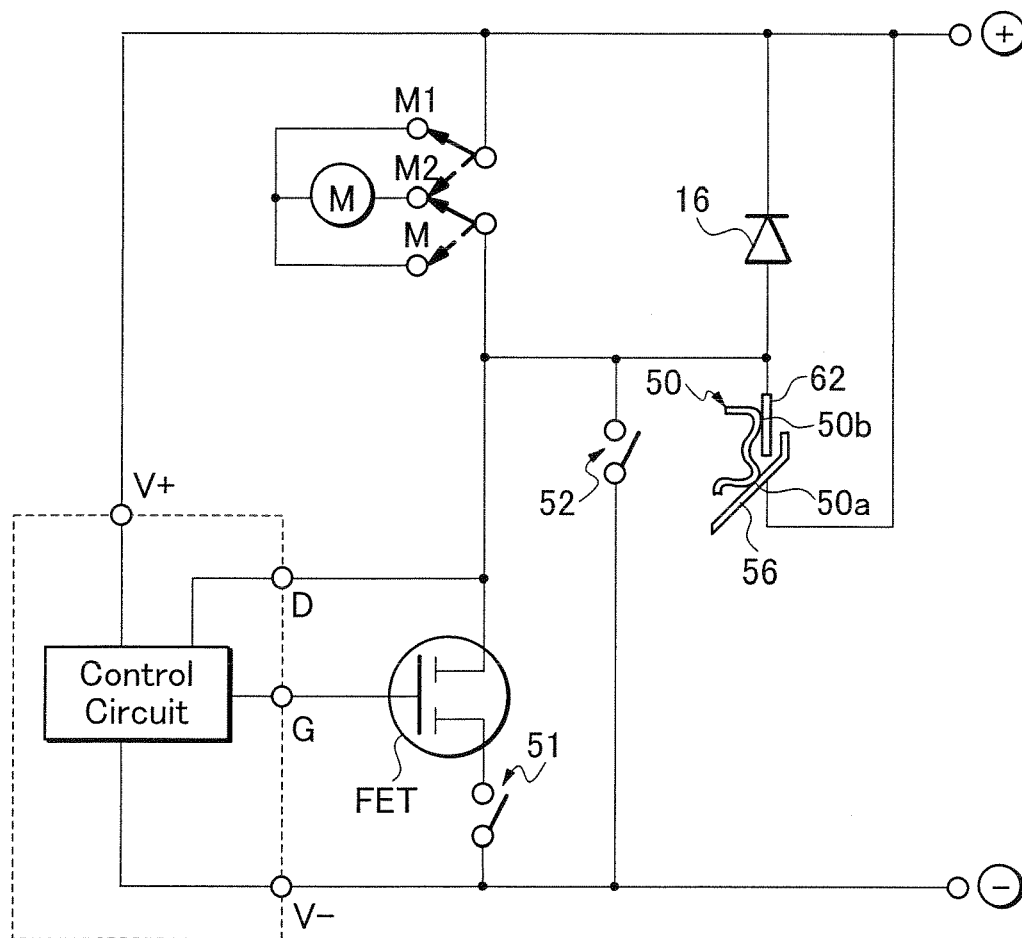 +
M1
M2
M
M
16
50
62
50b
52
50a
56
V+
D
Control
Circuit
G
51
FET
V−
−